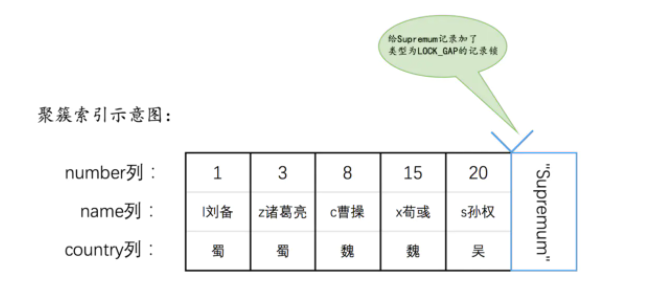 给Supremum记录加了
类型为LOCK_GAP的记录锁
聚簇索引示意图：
number列： 1 3 8 15 20 "Supremum"
name列： l刘备 z诸葛亮 c曹操 x荀彧 s孙权
country列： 蜀 蜀 魏 魏 吴